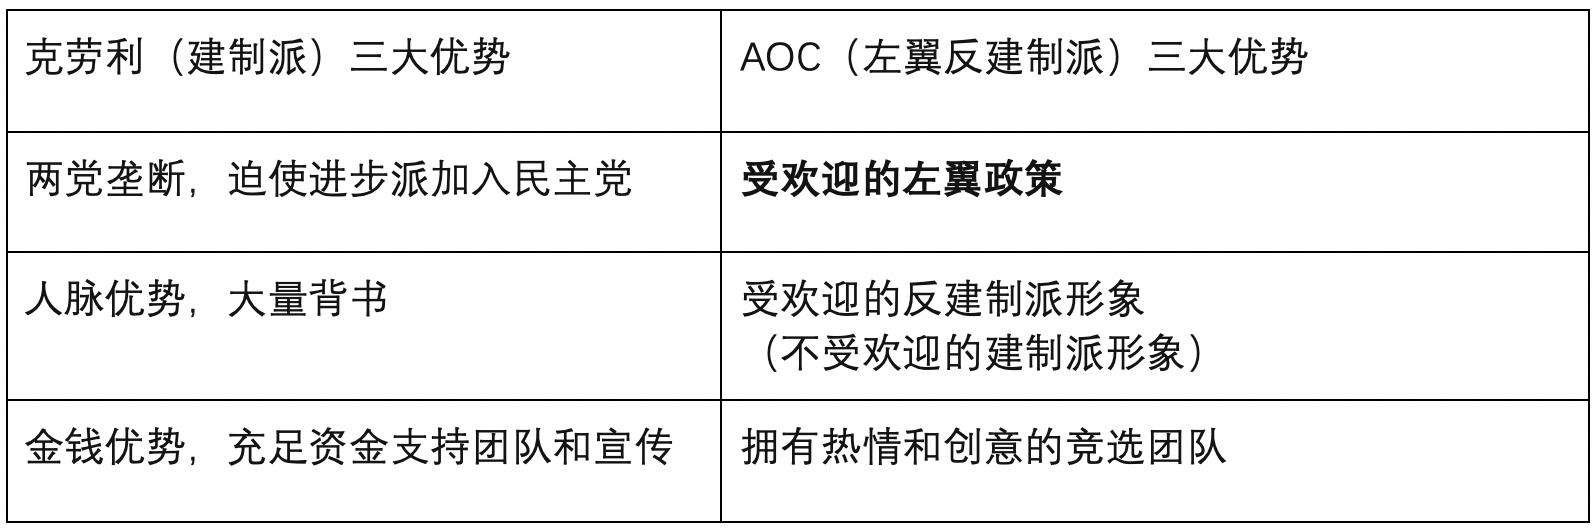 克劳利（建制派）三大优势
AOC（左翼反建制派）三大优势
两党垄断，迫使进步派加入民主党
受欢迎的左翼政策
人脉优势，大量背书
受欢迎的反建制派形象
（不受欢迎的建制派形象）
金钱优势，充足资金支持团队和宣传
拥有热情和创意的竞选团队